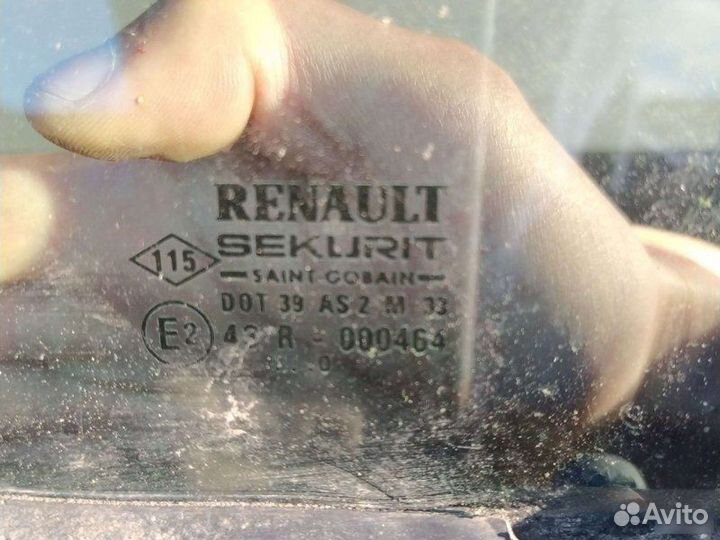 RENAULT
115
SEKURIT
SAINT-GOBAIN
DOT 39 AS2 M 33
E2 43 R - 000464
Avito